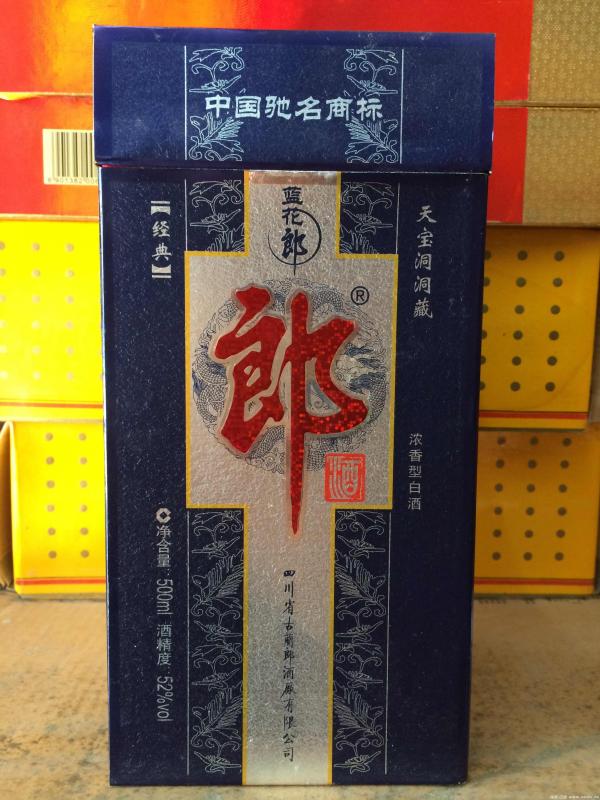 中国驰名商标
蓝花郎
【经典】
天宝洞洞藏
郎
®
酒
浓香型白酒
净含量 500ml 酒精度 52%vol
四川省古蔺郎酒厂有限公司